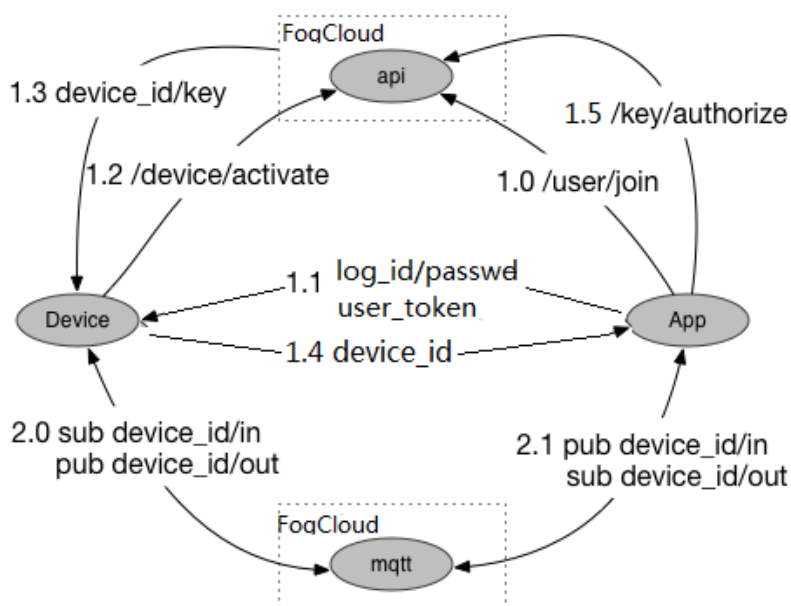 FogCloud
api
1.3 device_id/key
1.5 /key/authorize
1.2 /device/activate
1.0 /user/join
1.1 log_id/passwd
user_token
Device
App
1.4 device_id
2.0 sub device_id/in
pub device_id/out
2.1 pub device_id/in
sub device_id/out
FogCloud
mqtt